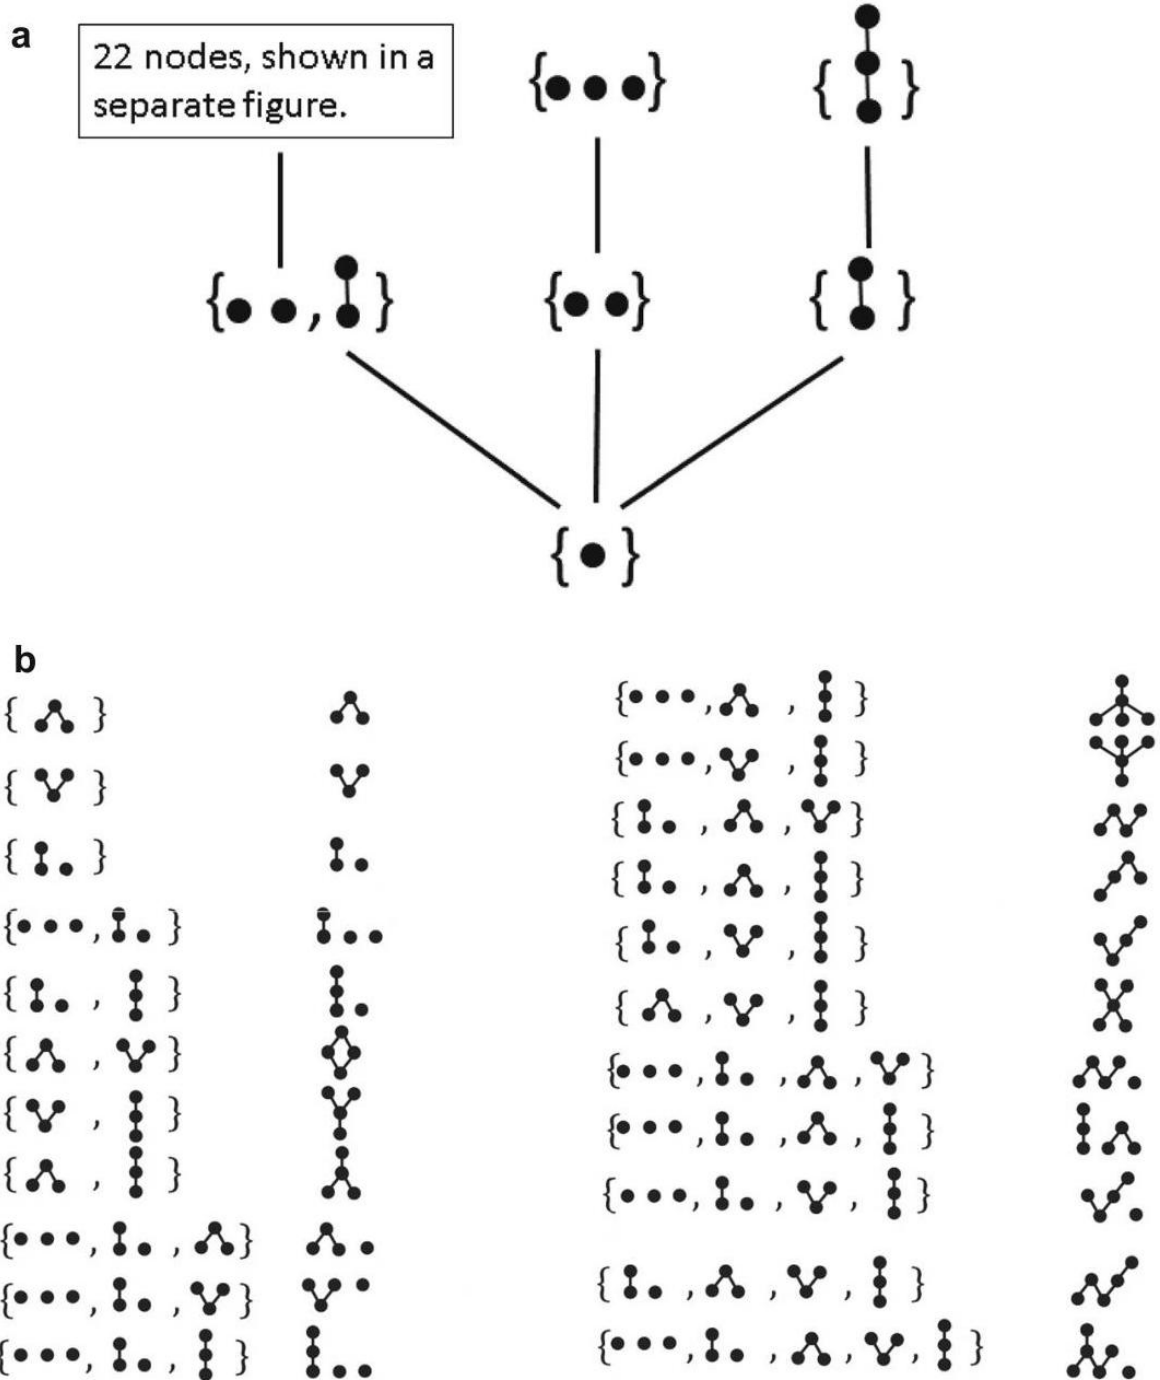 a
22 nodes, shown in a
separate figure.
b